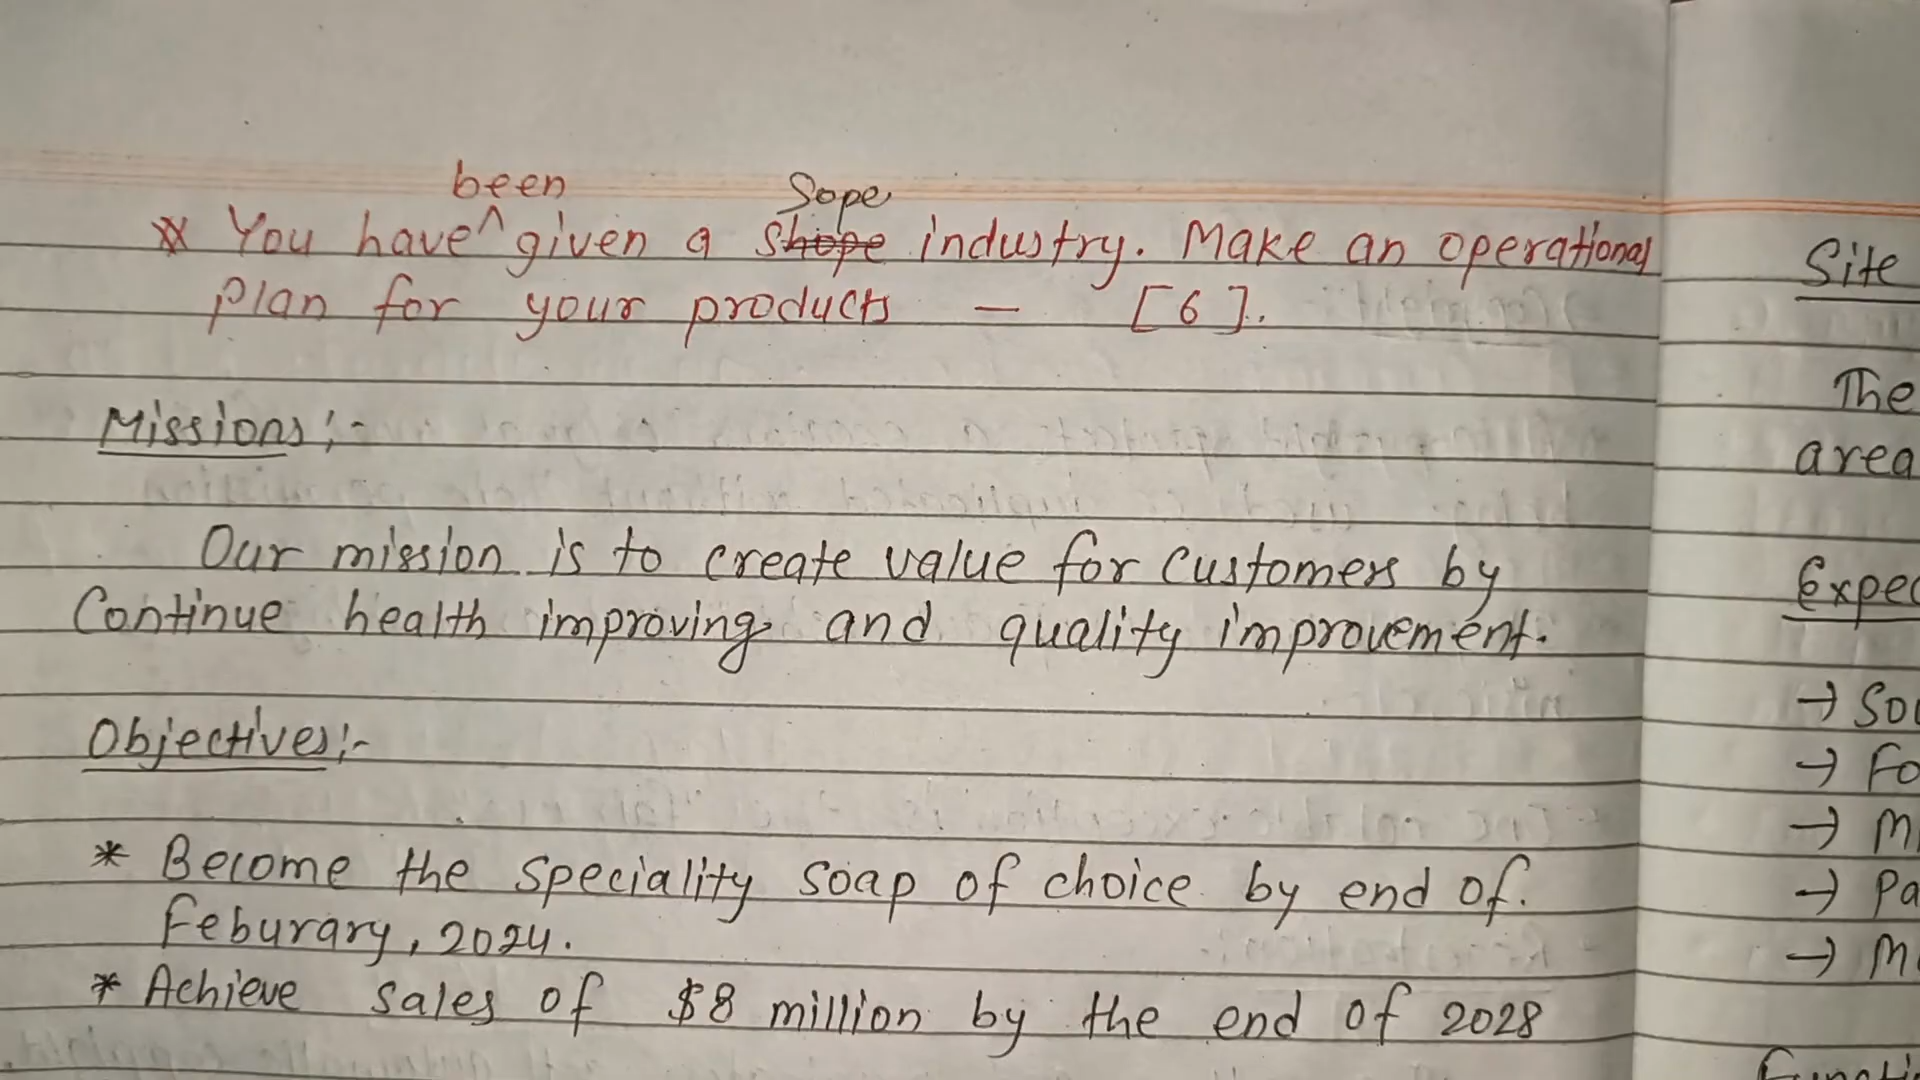 been Sope
** You have^ given a shope industry. Make an operational
plan for your products — [6].
Missions:-
Our mission is to create value for customers by
Continue health improving and quality improvement.
Objectives:-
* Become the speciality soap of choice by end of.
Feburary, 2024.
* Achieve sales of $8 million by the end of 2028
Site
The
area
→ Fo
→ M
→ Pa
→ M